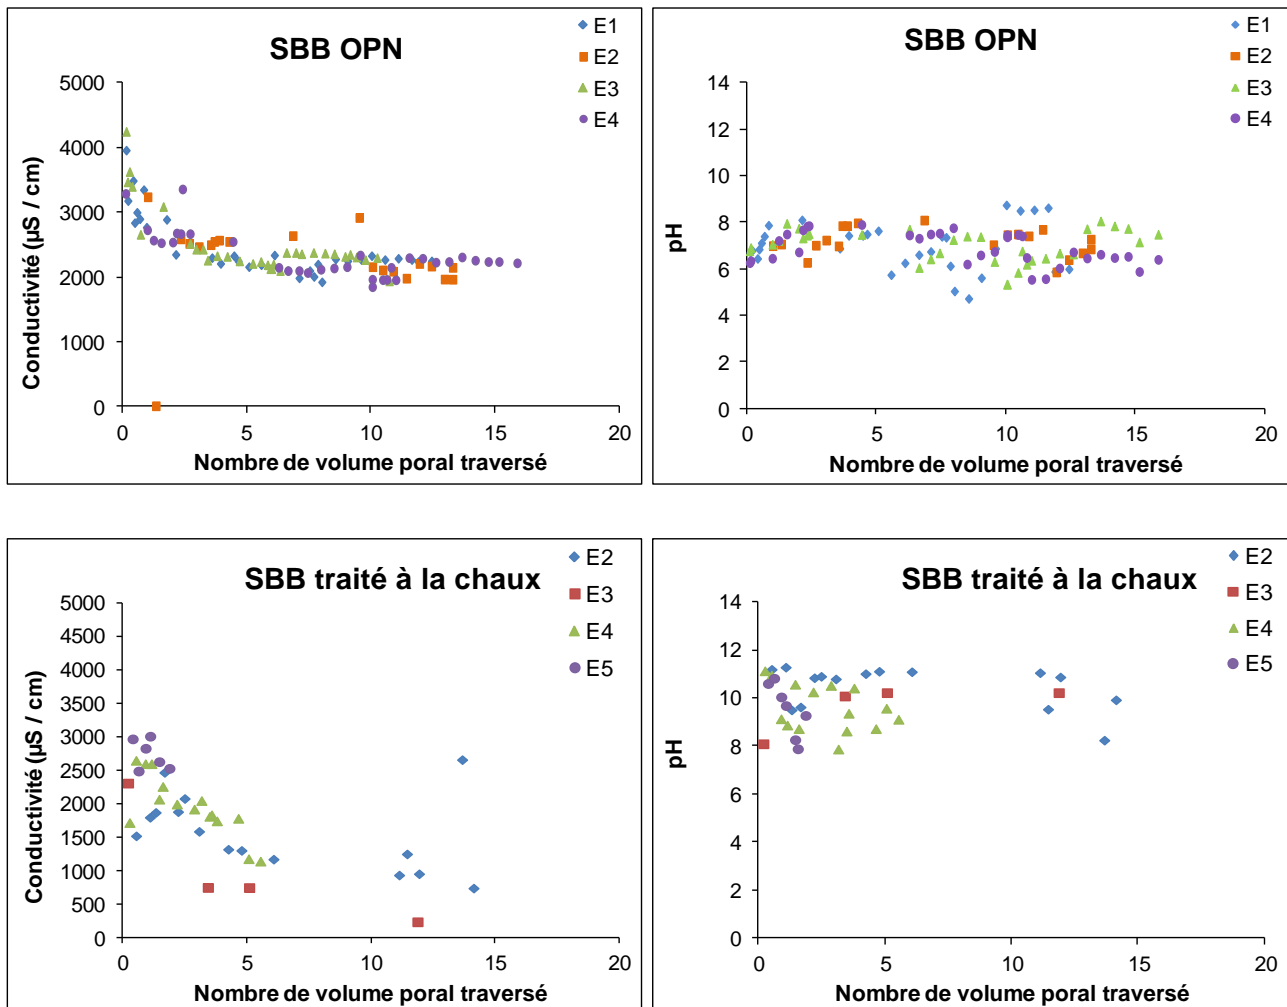 SBB OPN
E1
E2
E3
E4
5000
4000
3000
2000
1000
0
Conductivité (µS / cm)
0 5 10 15 20
Nombre de volume poral traversé
SBB OPN
E1
E2
E3
E4
14
12
10
8
6
4
2
0
pH
0 5 10 15 20
Nombre de volume poral traversé
SBB traité à la chaux
E2
E3
E4
E5
5000
4500
4000
3500
3000
2500
2000
1500
1000
500
0
Conductivité (µS / cm)
0 5 10 15 20
Nombre de volume poral traversé
SBB traité à la chaux
E2
E3
E4
E5
14
12
10
8
6
4
2
0
pH
0 5 10 15 20
Nombre de volume poral traversé